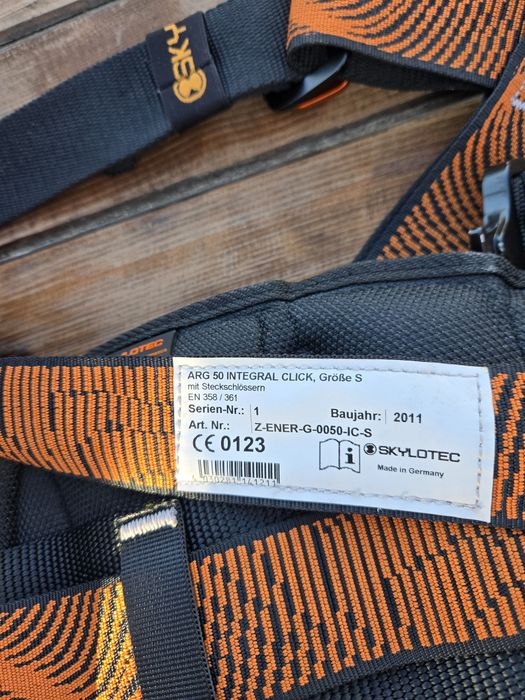 SKY
SKYLOTEC
ARG 50 INTEGRAL CLICK, Größe S
mit Steckschlössern
EN 358 / 361
Serien-Nr.: 1 Baujahr: 2011
Art. Nr.: Z-ENER-G-0050-IC-S
CE 0123
i SKYLOTEC
Made in Germany